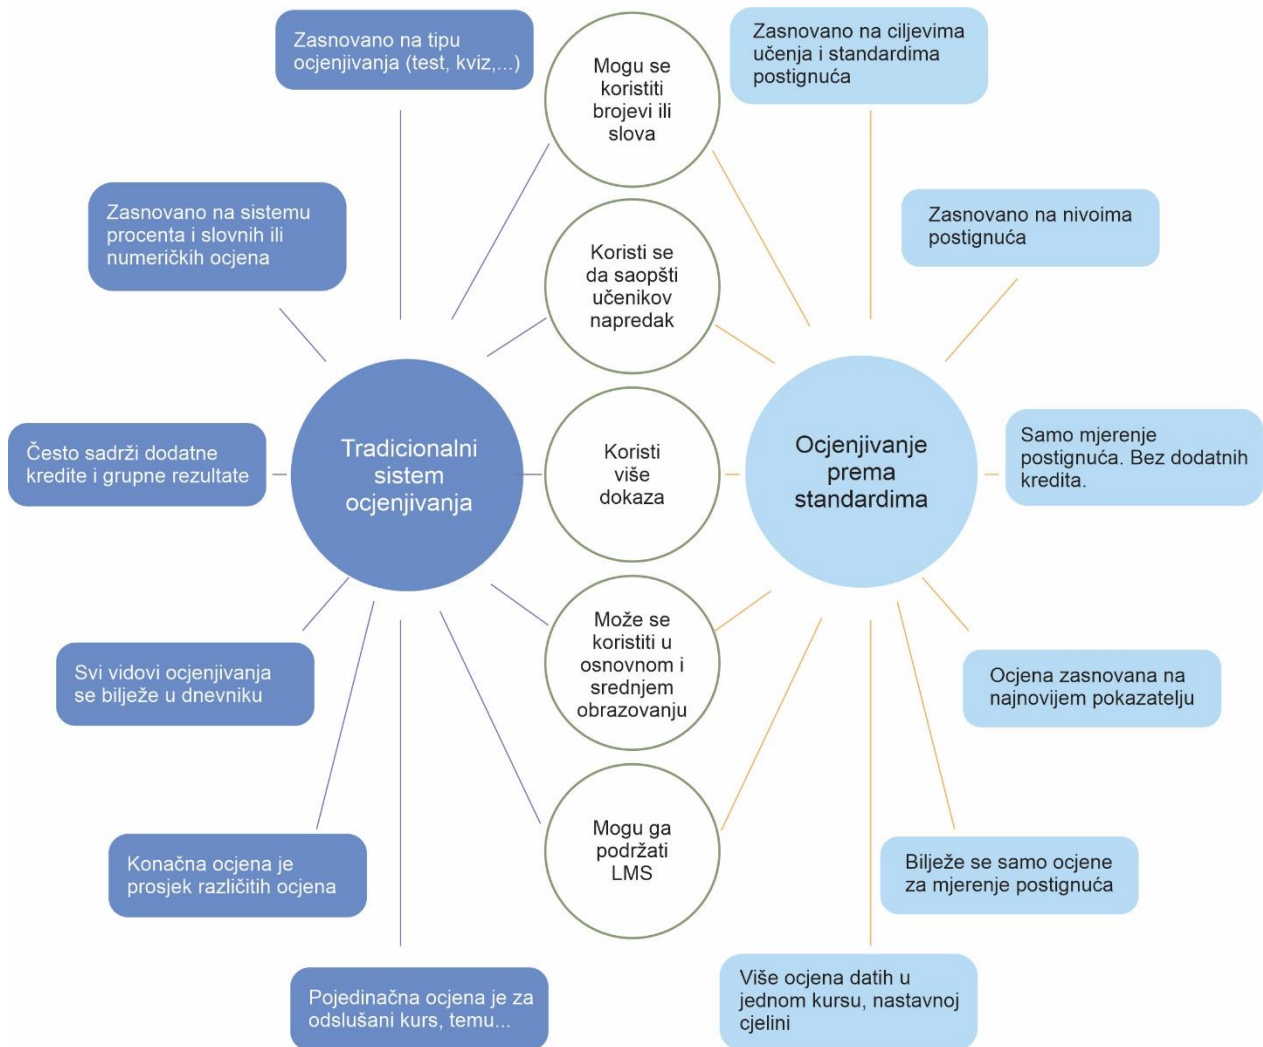 Zasnovano na tipu
ocjenjivanja (test, kviz,...)
Mogu se
koristiti
brojevi ili
slova
Zasnovano na ciljevima
učenja i standardima
postignuća
Zasnovano na sistemu
procenta i slovnih ili
numeričkih ocjena
Koristi se
da saopšti
učenikov
napredak
Zasnovano na nivoima
postignuća
Često sadrži dodatne
kredite i grupne rezultate
Tradicionalni
sistem
ocjenjivanja
Koristi
više
dokaza
Ocjenjivanje
prema
standardima
Samo mjerenje
postignuća. Bez dodatnih
kredita.
Svi vidovi ocjenjivanja
se bilježe u dnevniku
Može se
koristiti u
osnovnom i
srednjem
obrazovanju
Ocjena zasnovana na
najnovijem pokazatelju
Konačna ocjena je
prosjek različitih ocjena
Mogu ga
podržati
LMS
Bilježe se samo ocjene
za mjerenje postignuća
Pojedinačna ocjena je za
odslušani kurs, temu...
Više ocjena datih u
jednom kursu, nastavnoj
cjelini